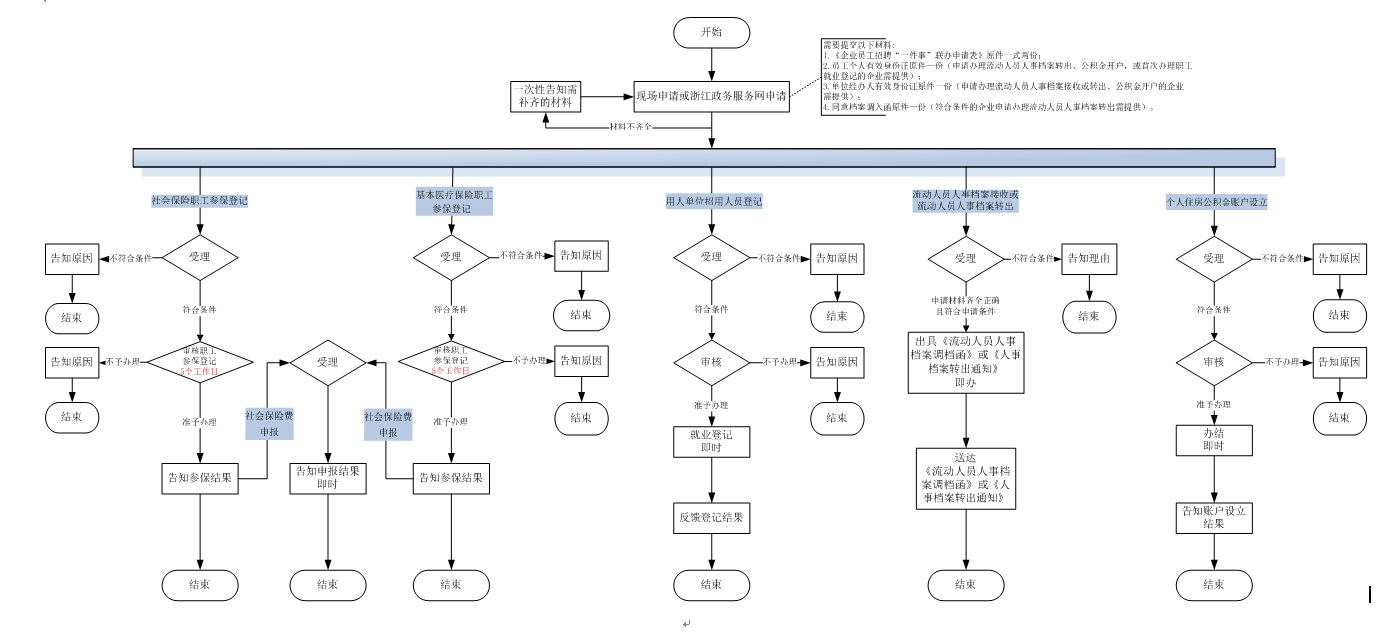 开始
需要提交以下材料:
1.《企业员工招聘“一件事”联办申请表》原件一式两份;
2.员工个人有效身份证原件一份（申请办理流动人员人事档案转出、公积金开户，或首次办理职工
就业登记的企业需提供）;
3.单位经办人有效身份证原件一份（申请办理流动人员人事档案接收或转出、公积金开户的企业
需提供）;
4.同意档案调入函原件一份（符合条件的企业申请办理流动人员人事档案转出需提供）。
一次性告知需
补齐的材料
现场申请或浙江政务服务网申请
材料不齐全
社会保险职工参保登记
受理
不符合条件
告知原因
结束
符合条件
审核职工
参保登记
5个工作日
不予办理
告知原因
结束
准予办理
告知参保结果
结束
社会保险费
申报
受理
告知申报结果
即时
结束
社会保险费
申报
基本医疗保险职工
参保登记
受理
不符合条件
告知原因
结束
符合条件
审核职工
参保登记
5个工作日
不予办理
告知原因
结束
准予办理
告知参保结果
结束
用人单位招用人员登记
受理
不符合条件
告知原因
结束
符合条件
审核
不予办理
告知原因
结束
准予办理
就业登记
即时
反馈登记结果
结束
流动人员人事档案接收或
流动人员人事档案转出
受理
不符合条件
告知理由
结束
申请材料齐全正确
且符合申请条件
出具《流动人员人事
档案调档函》或《人事
档案转出通知》
即办
送达
《流动人员人事档
案调档函》或《人
事档案转出通知》
结束
个人住房公积金账户设立
受理
不符合条件
告知原因
结束
符合条件
审核
不予办理
告知原因
结束
准予办理
办结
即时
告知账户设立
结果
结束